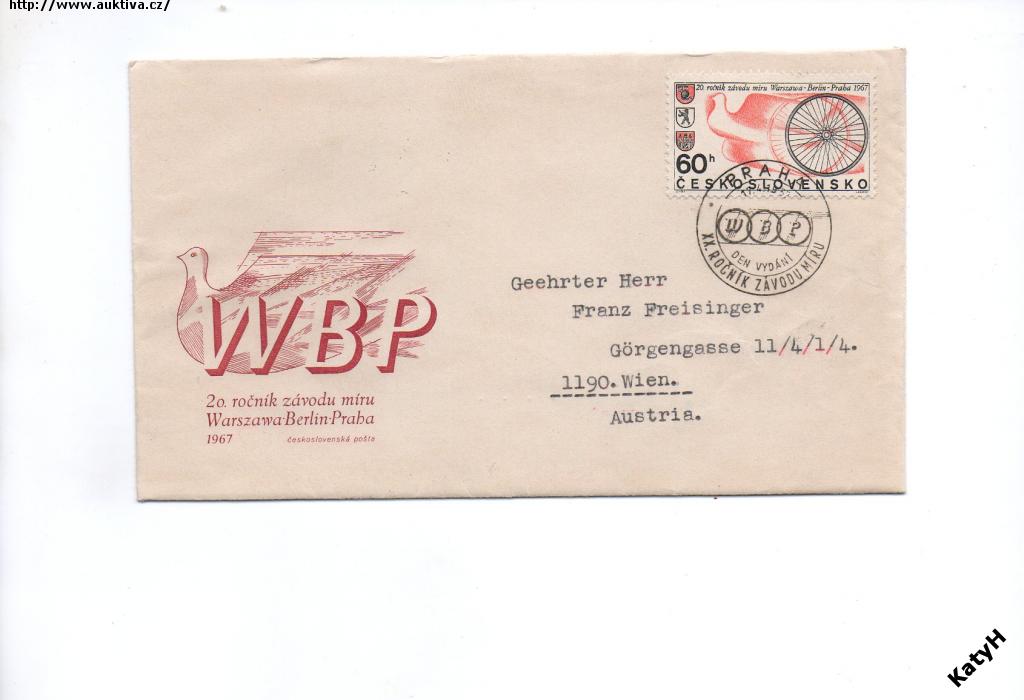 http://www.auktiva.cz/
20. ročník závodu míru Warszawa-Berlin-Praha 1967
60h
ČESKOSLOVENSKO
PRAHA
WBP
DEN VYDÁNÍ
XX. ROČNÍK ZÁVODU MÍRU
WBP
20. ročník závodu míru
Warszawa·Berlin·Praha
1967 československá pošta
Geehrter Herr
Franz Freisinger
Görgengasse 11/4/1/4.
1190.Wien.
Austria.
KatyH